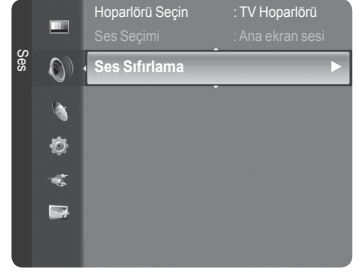 Ses
Hoparlörü Seçin : TV Hoparlörü
Ses Seçimi : Ana ekran sesi
Ses Sıfırlama